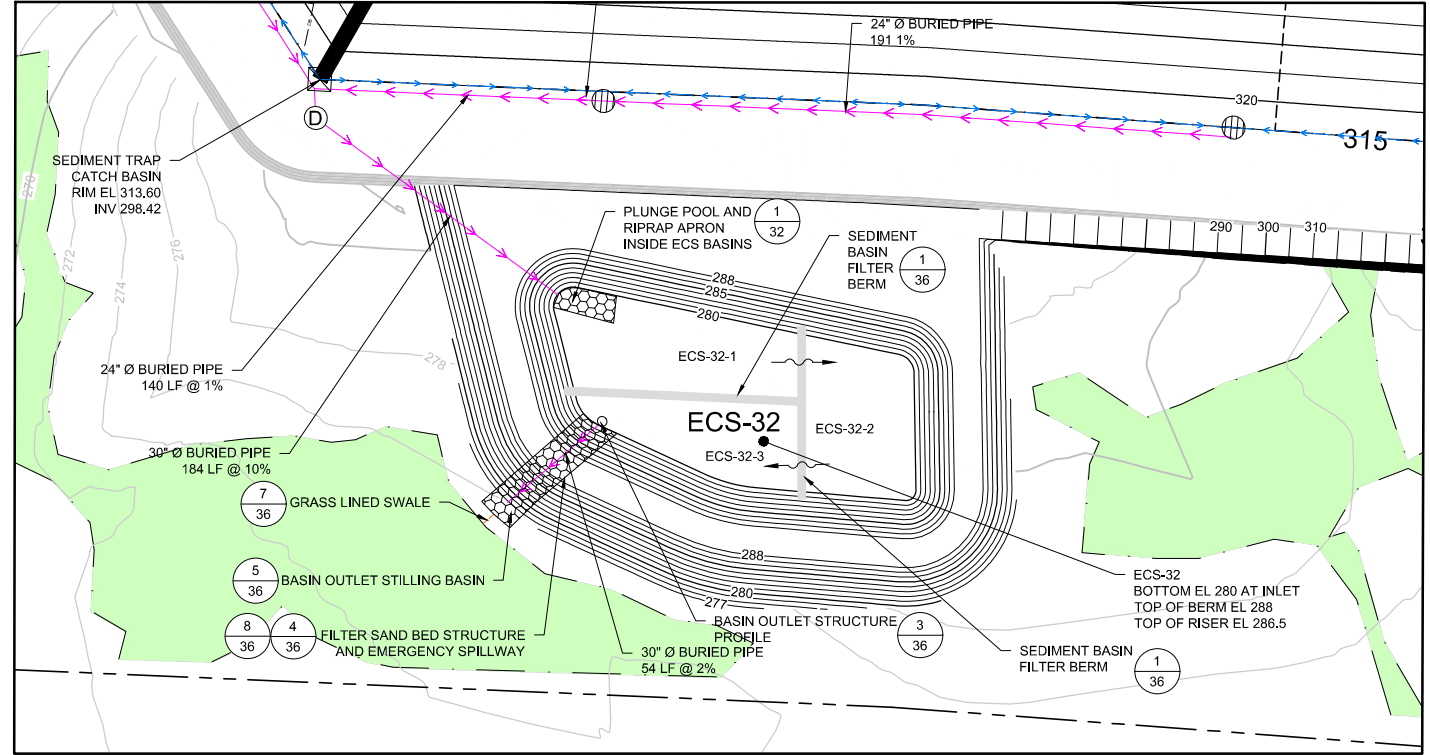 24" Ø BURIED PIPE
191 1%
320
315
D
SEDIMENT TRAP
CATCH BASIN
RIM EL 313.60
INV 298.42
270
272
274
276
278
PLUNGE POOL AND
RIPRAP APRON
INSIDE ECS BASINS
1
32
SEDIMENT
BASIN
FILTER
BERM
1
36
290
300
310
288
285
280
ECS-32-1
24" Ø BURIED PIPE
140 LF @ 1%
ECS-32
ECS-32-2
ECS-32-3
30" Ø BURIED PIPE
184 LF @ 10%
7
36
GRASS LINED SWALE
5
36
BASIN OUTLET STILLING BASIN
8
36
4
36
FILTER SAND BED STRUCTURE
AND EMERGENCY SPILLWAY
288
280
277
BASIN OUTLET STRUCTURE
PROFILE
3
36
30" Ø BURIED PIPE
54 LF @ 2%
ECS-32
BOTTOM EL 280 AT INLET
TOP OF BERM EL 288
TOP OF RISER EL 286.5
SEDIMENT BASIN
FILTER BERM
1
36